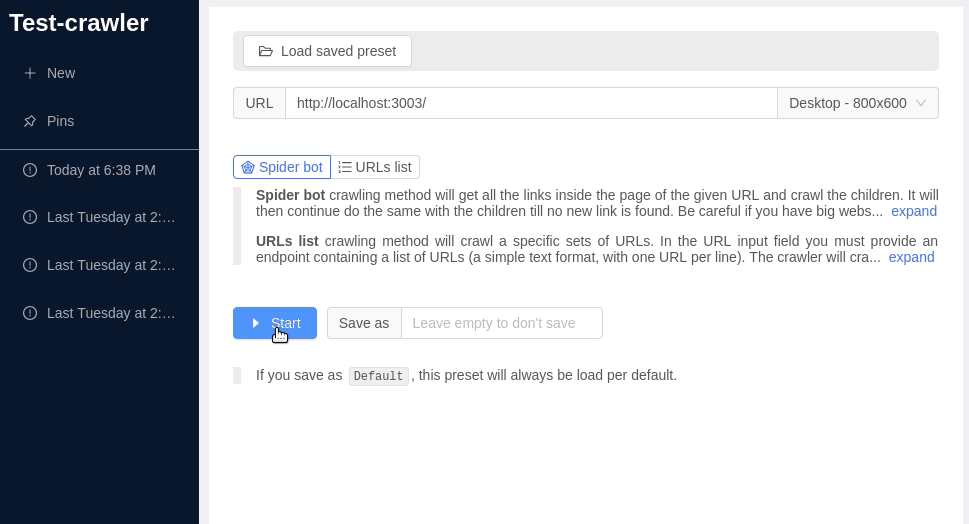 Test-crawler
New
Pins
Today at 6:38 PM
Last Tuesday at 2:...
Last Tuesday at 2:...
Last Tuesday at 2:...
Load saved preset
URL http://localhost:3003/ Desktop - 800x600
Spider bot URLs list
Spider bot crawling method will get all the links inside the page of the given URL and crawl the children. It will
then continue do the same with the children till no new link is found. Be careful if you have big webs... expand
URLs list crawling method will crawl a specific sets of URLs. In the URL input field you must provide an
endpoint containing a list of URLs (a simple text format, with one URL per line). The crawler will cra... expand
Start Save as Leave empty to don't save
If you save as Default, this preset will always be load per default.